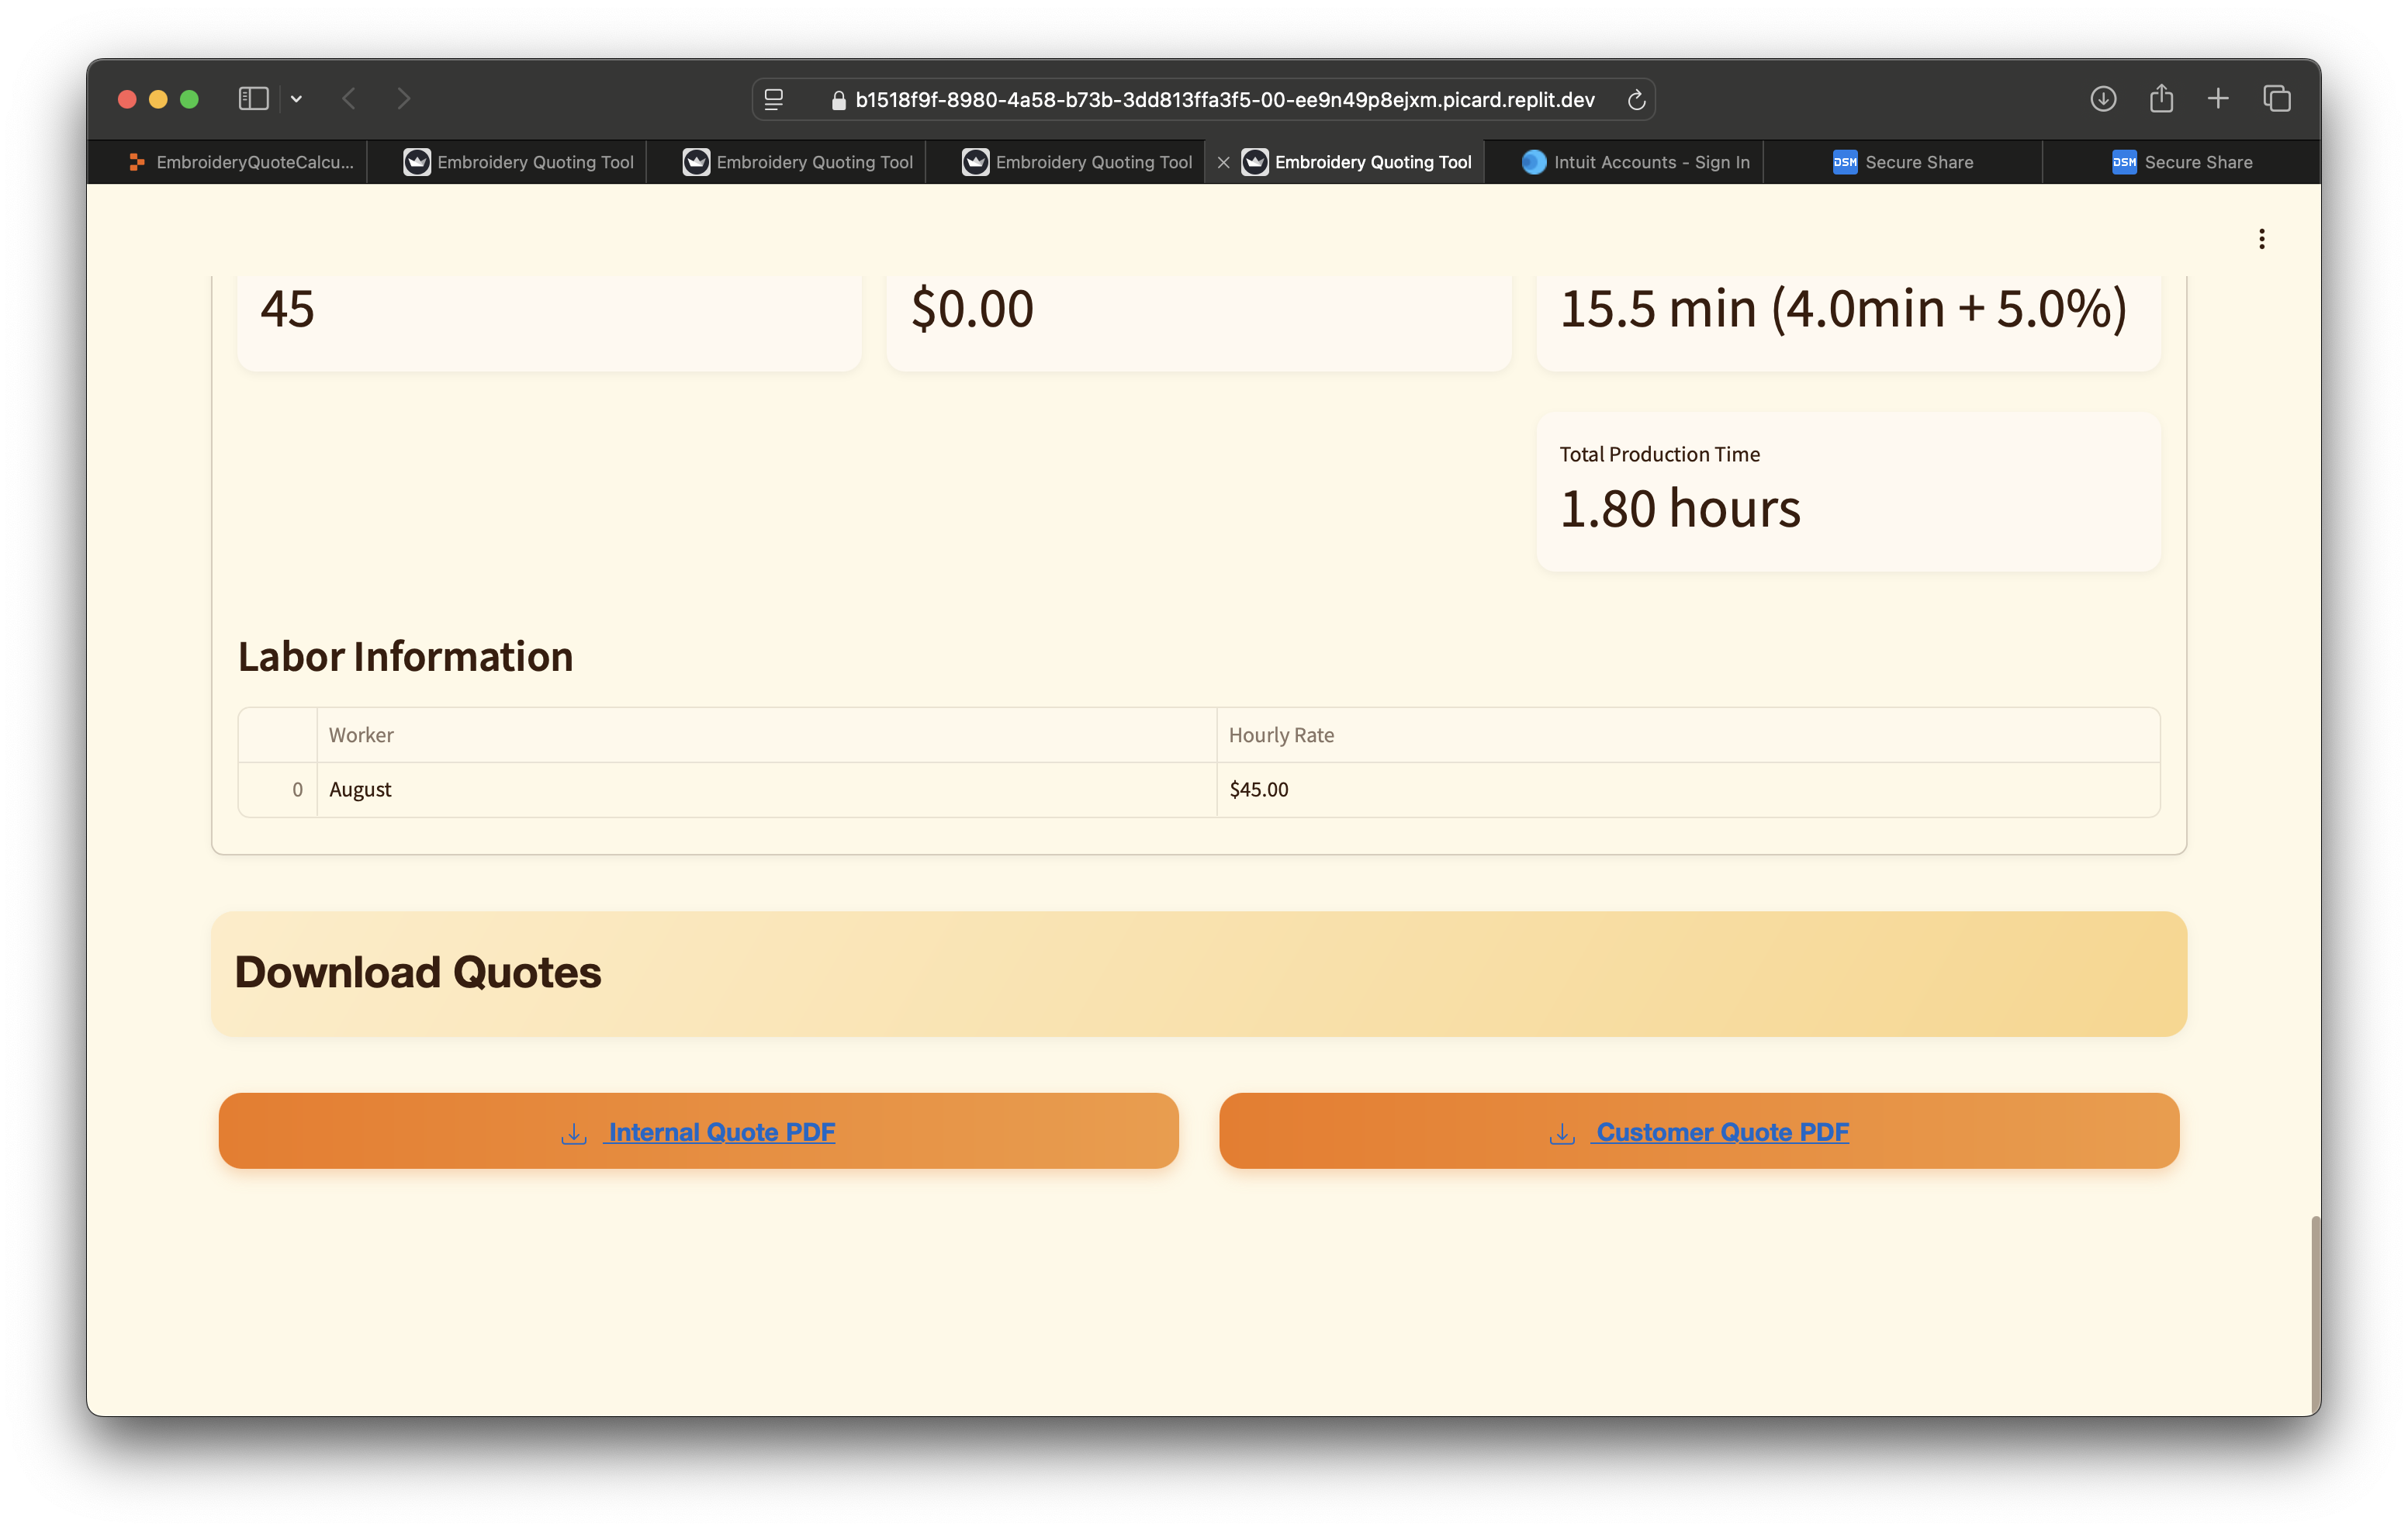 b1518f9f-8980-4a58-b73b-3dd813ffa3f5-00-ee9n49p8ejxm.picard.replit.dev
EmbroideryQuoteCalcu...
Embroidery Quoting Tool
Embroidery Quoting Tool
Embroidery Quoting Tool
Embroidery Quoting Tool
Intuit Accounts - Sign In
DSM Secure Share
DSM Secure Share
45
$0.00
15.5 min (4.0min + 5.0%)
Total Production Time
1.80 hours
Labor Information
Worker Hourly Rate
0 August $45.00
Download Quotes
Internal Quote PDF
Customer Quote PDF